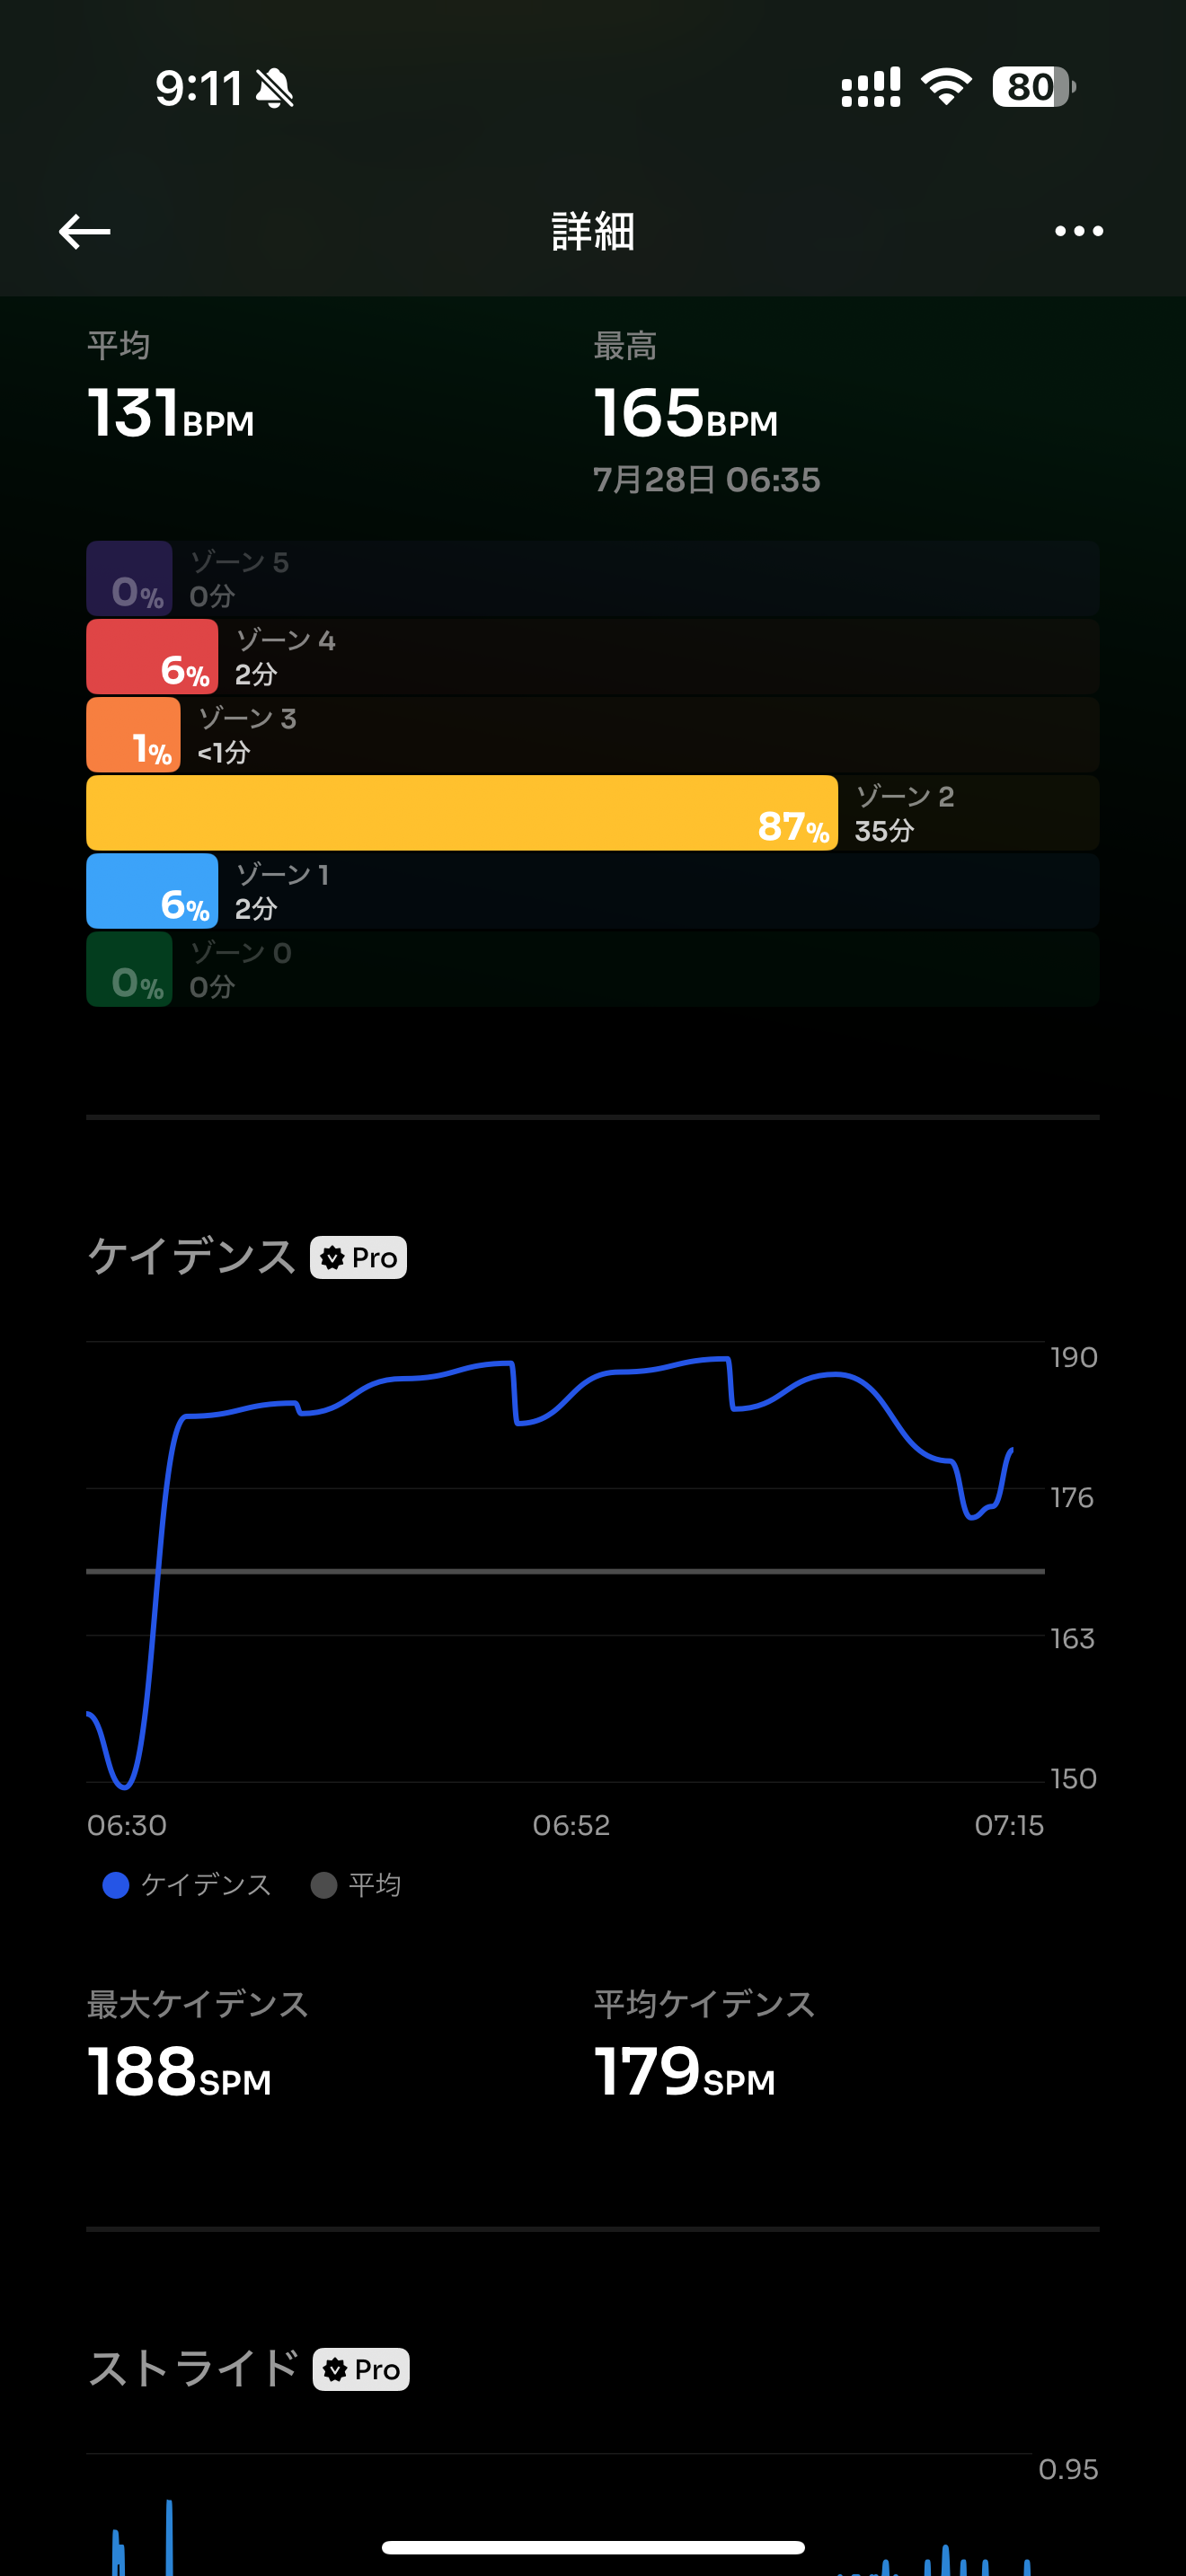 9:11
80
詳細
平均
最高
131BPM
165BPM
7月28日 06:35
0%
ゾーン 5
0分
6%
ゾーン 4
2分
1%
ゾーン 3
<1分
87%
ゾーン 2
35分
6%
ゾーン 1
2分
0%
ゾーン 0
0分
ケイデンス Pro
190
176
163
150
06:30 06:52 07:15
ケイデンス 平均
最大ケイデンス
平均ケイデンス
188SPM
179SPM
ストライド Pro
0.95